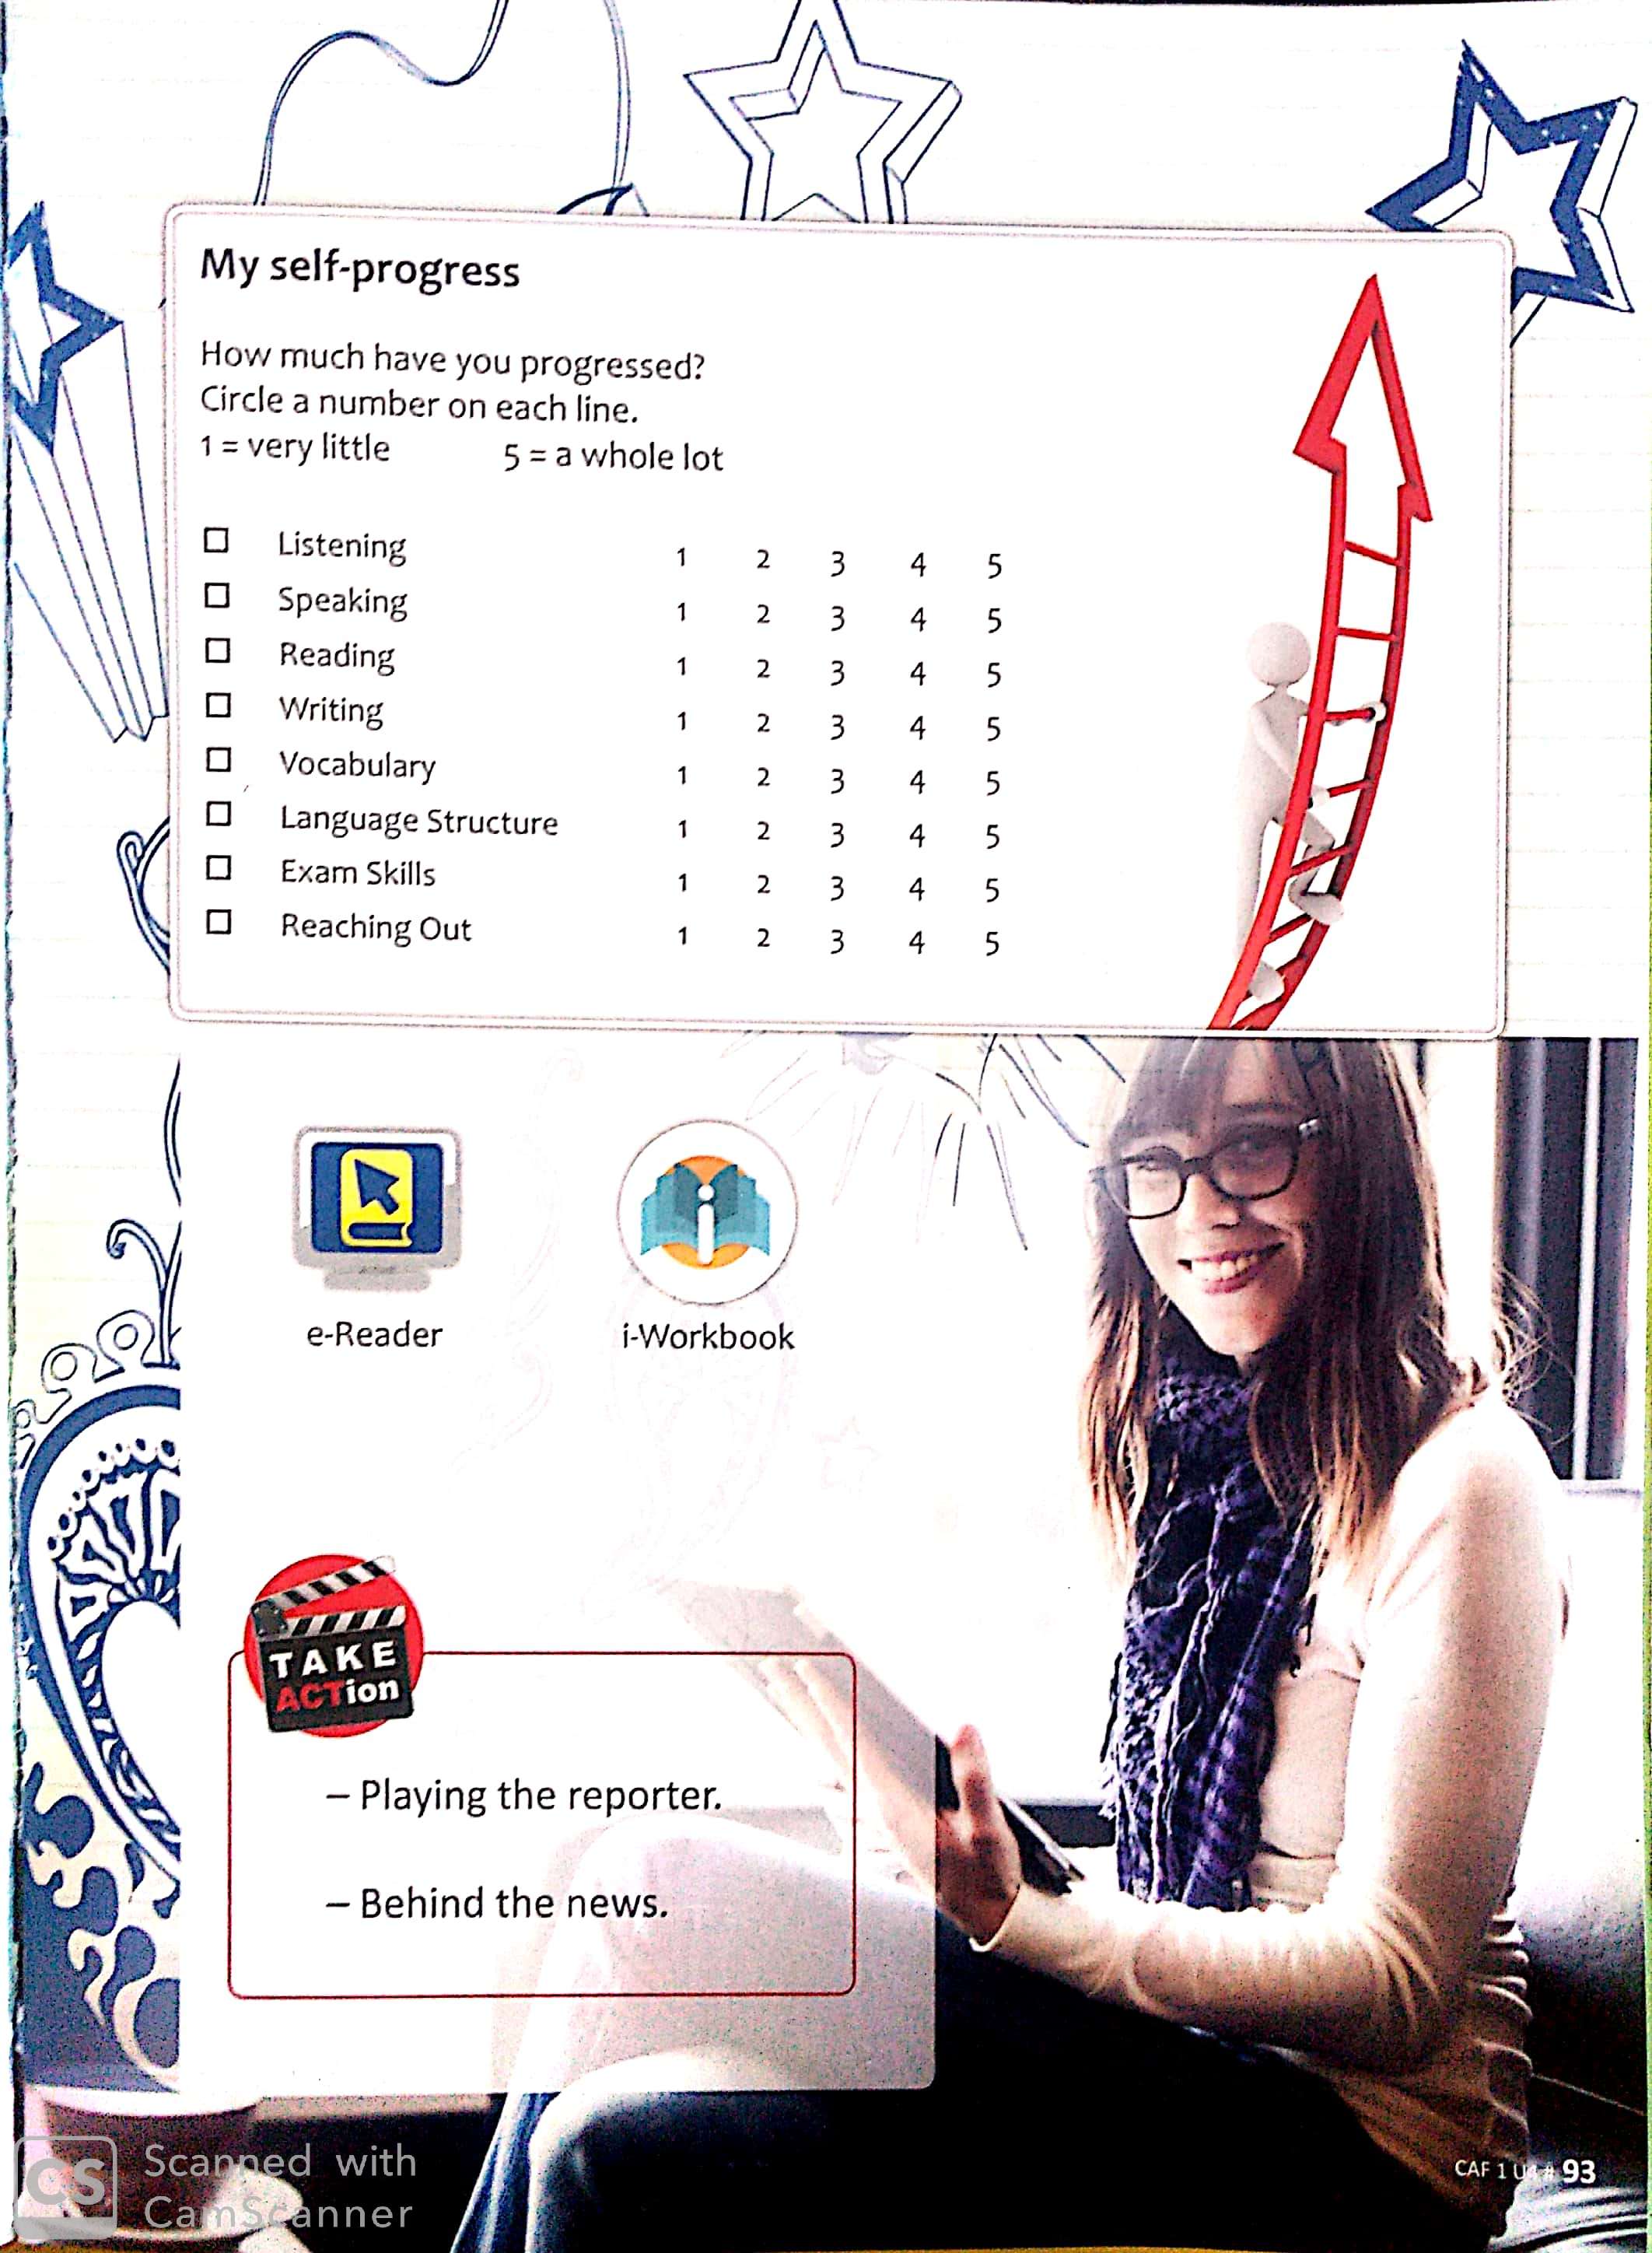 My self-progress
How much have you progressed?
Circle a number on each line.
1 = very little 5 = a whole lot
Listening 1 2 3 4 5
Speaking 1 2 3 4 5
Reading 1 2 3 4 5
Writing 1 2 3 4 5
Vocabulary 1 2 3 4 5
Language Structure 1 2 3 4 5
Exam Skills 1 2 3 4 5
Reaching Out 1 2 3 4 5
i
e-Reader i-Workbook
TAKE
ACTion
– Playing the reporter.
– Behind the news.
CAF 1 # 93
CS Scanned with
CamScanner